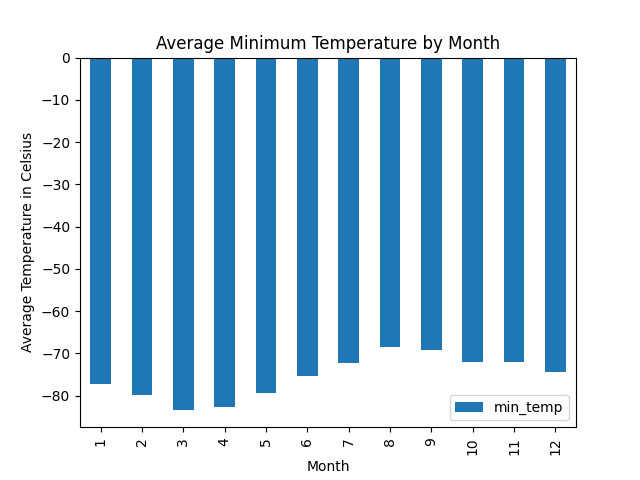 Average Minimum Temperature by Month
0
−10
−20
−30
−40
−50
−60
−70
−80
Average Temperature in Celsius
min_temp
1 2 3 4 5 6 7 8 9 10 11 12
Month